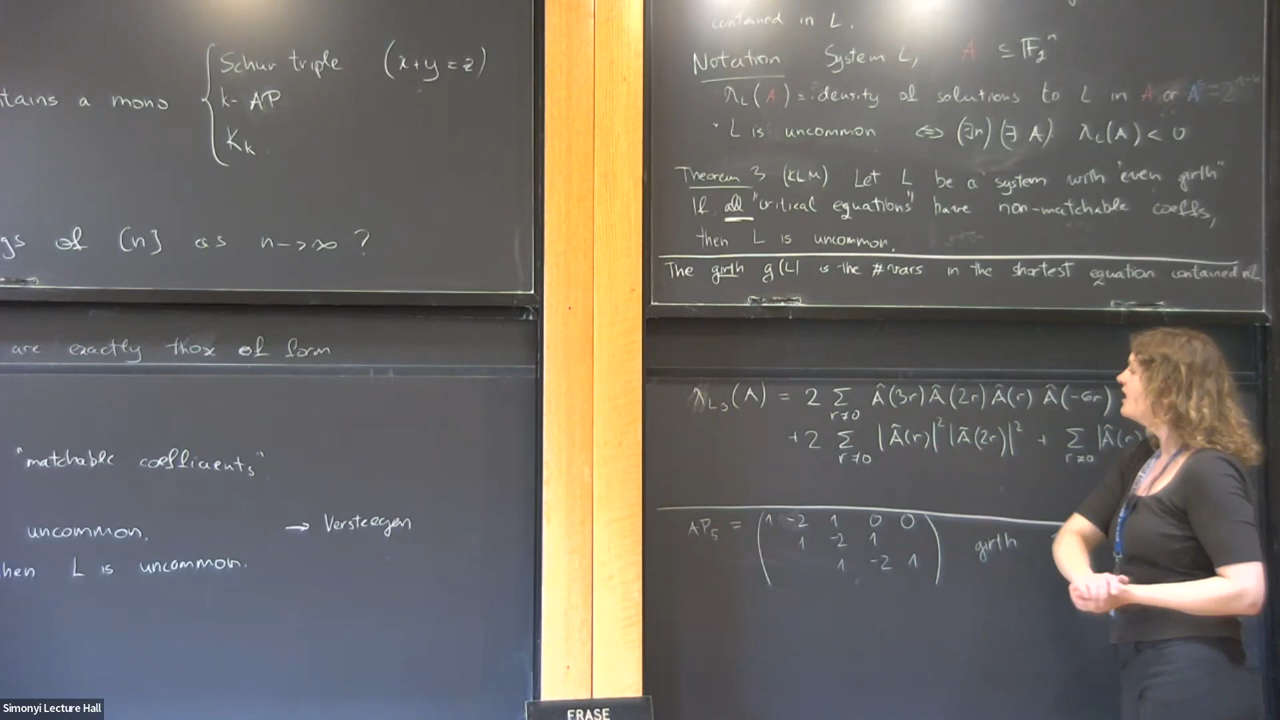 Schur triple (x+y=z)
tains a mono
k-AP
K_k
gs of [n] as n->∞ ?
are exactly those of form
"matchable coefficients"
uncommon. → Versteegen
hen L is uncommon.
contained in L.
Notation System L, A ⊆ 𝔽_2^n
λ_L(A) = density of solutions to L in A or A^c
· L is uncommon ⇔ (∃n)(∃ A) λ_L(A) < 0
Theorem 3 (KLM) Let L be a system with "even girth"
If all "critical equations" have non-matchable coeffs,
then L is uncommon.
The girth g(L) is the # vars in the shortest equation contained in L
= 2 Σ_{r≠0} Â(3r) Â(2r) Â(r) Â(-6r)
+2 Σ_{r≠0} |Â(r)|^2 |Â(2r)|^2 + Σ_{r≠0} |Â(r)
AP_5 = ( 1 -2 1 0 0 )
1 -2 1 girth
1 -2 1
ERASE
Simonyi Lecture Hall